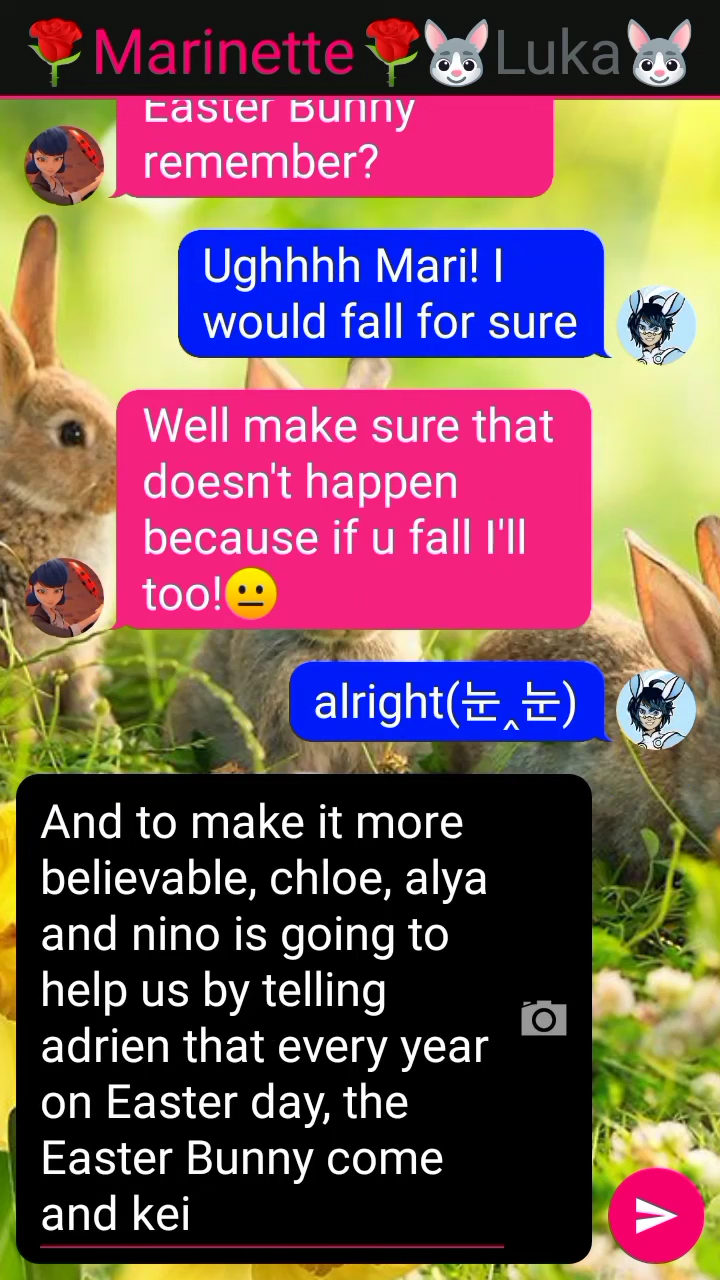 🌹Marinette🌹🐰Luka🐰
Easter Bunny
remember?
Ughhhh Mari! I
would fall for sure
Well make sure that
doesn't happen
because if u fall I'll
too!😐
alright(눈‸눈)
And to make it more
believable, chloe, alya
and nino is going to
help us by telling
adrien that every year
on Easter day, the
Easter Bunny come
and kei